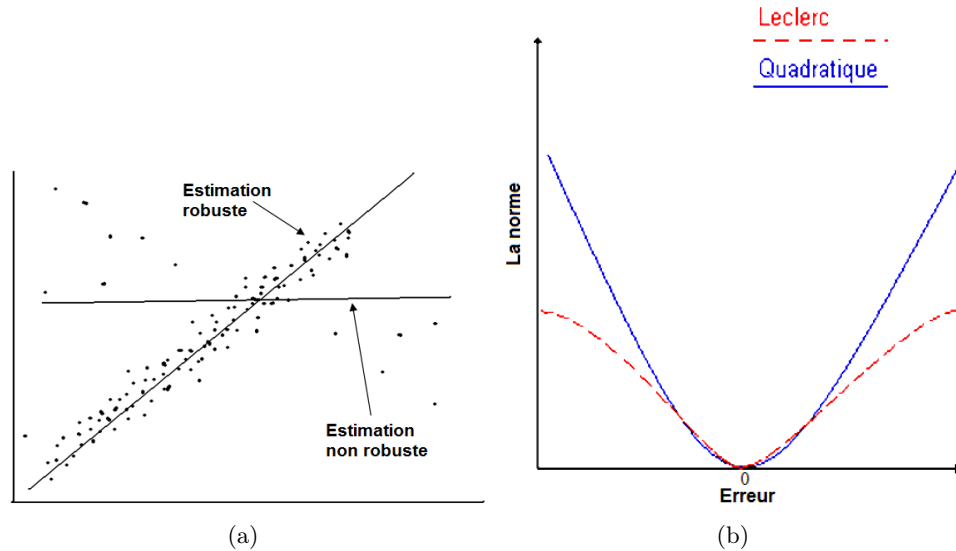 Estimation
robuste
Estimation
non robuste
(a)
Leclerc
Quadratique
La norme
0
Erreur
(b)